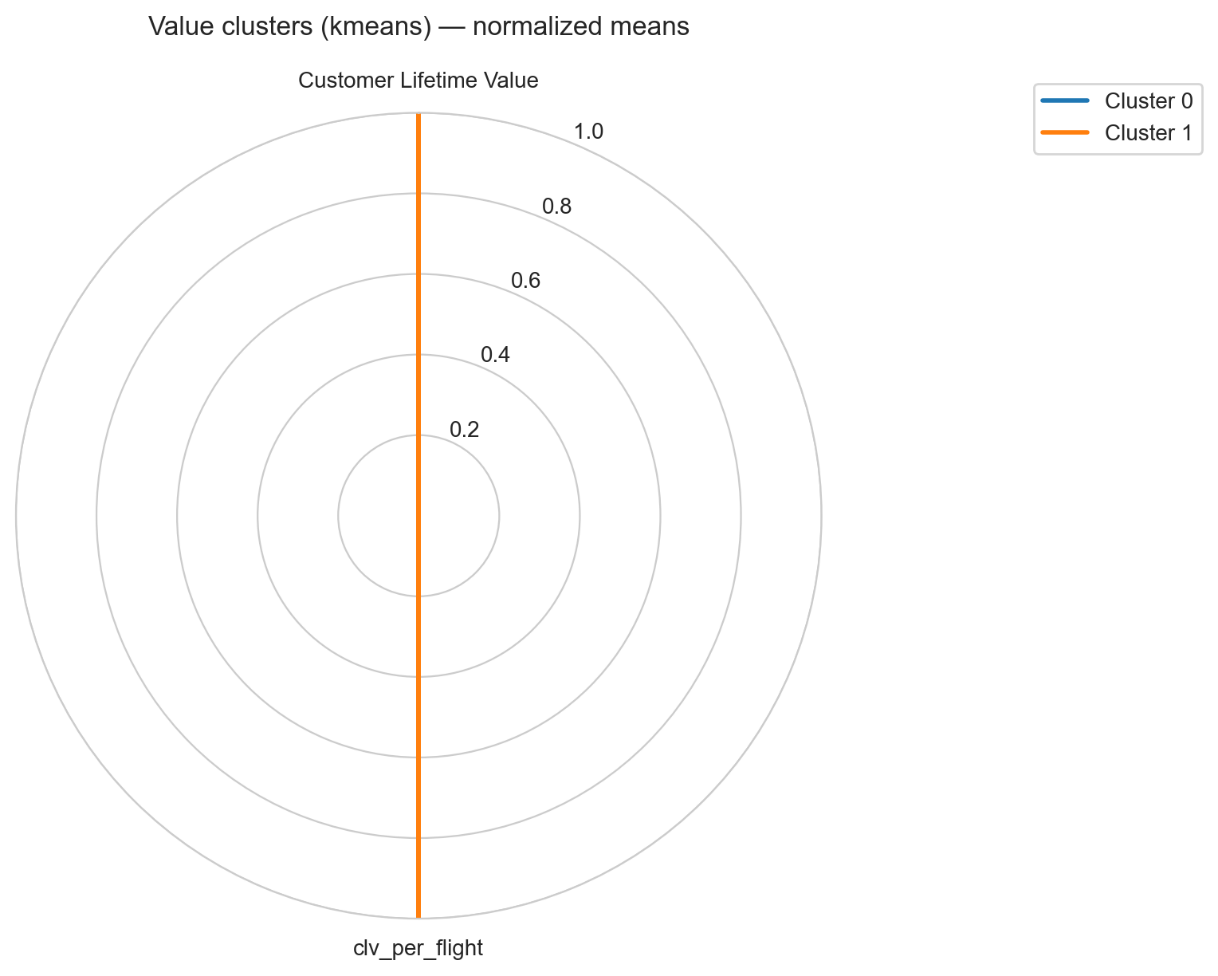 Value clusters (kmeans) — normalized means
Customer Lifetime Value
Cluster 0
Cluster 1
1.0
0.8
0.6
0.4
0.2
clv_per_flight